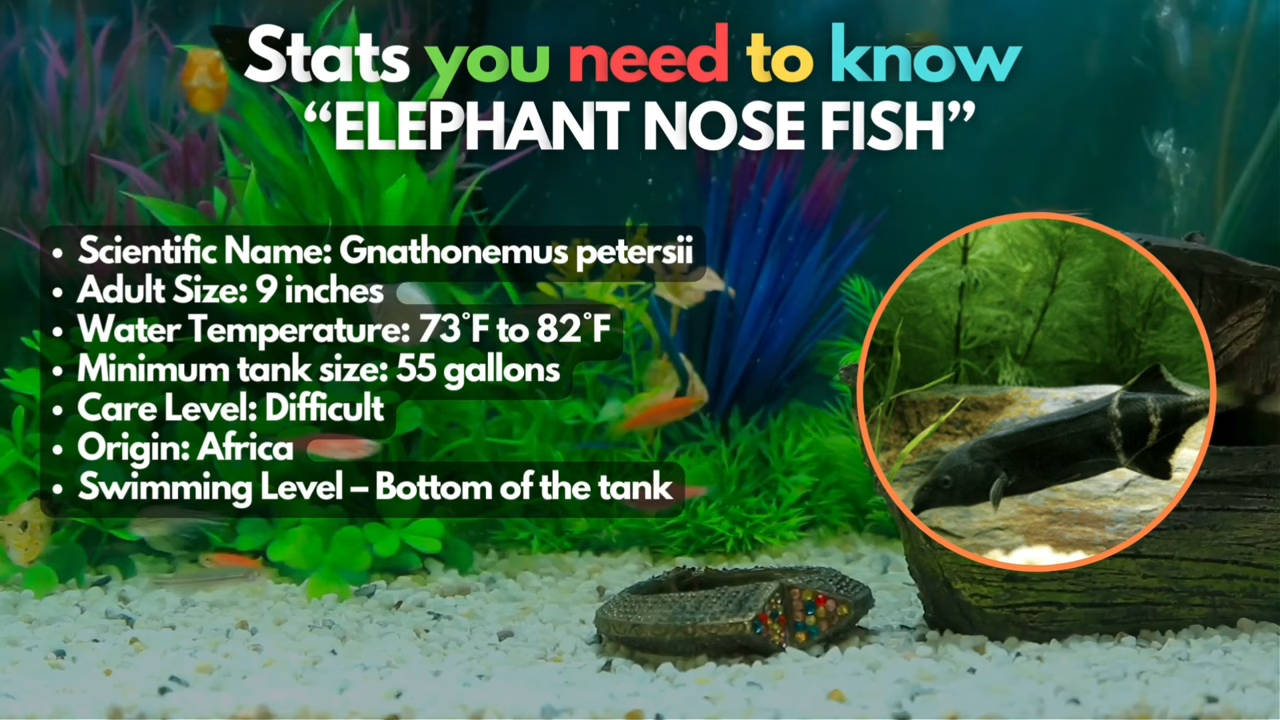 Stats you need to know
“ELEPHANT NOSE FISH”
• Scientific Name: Gnathonemus petersii
• Adult Size: 9 inches
• Water Temperature: 73°F to 82°F
• Minimum tank size: 55 gallons
• Care Level: Difficult
• Origin: Africa
• Swimming Level – Bottom of the tank